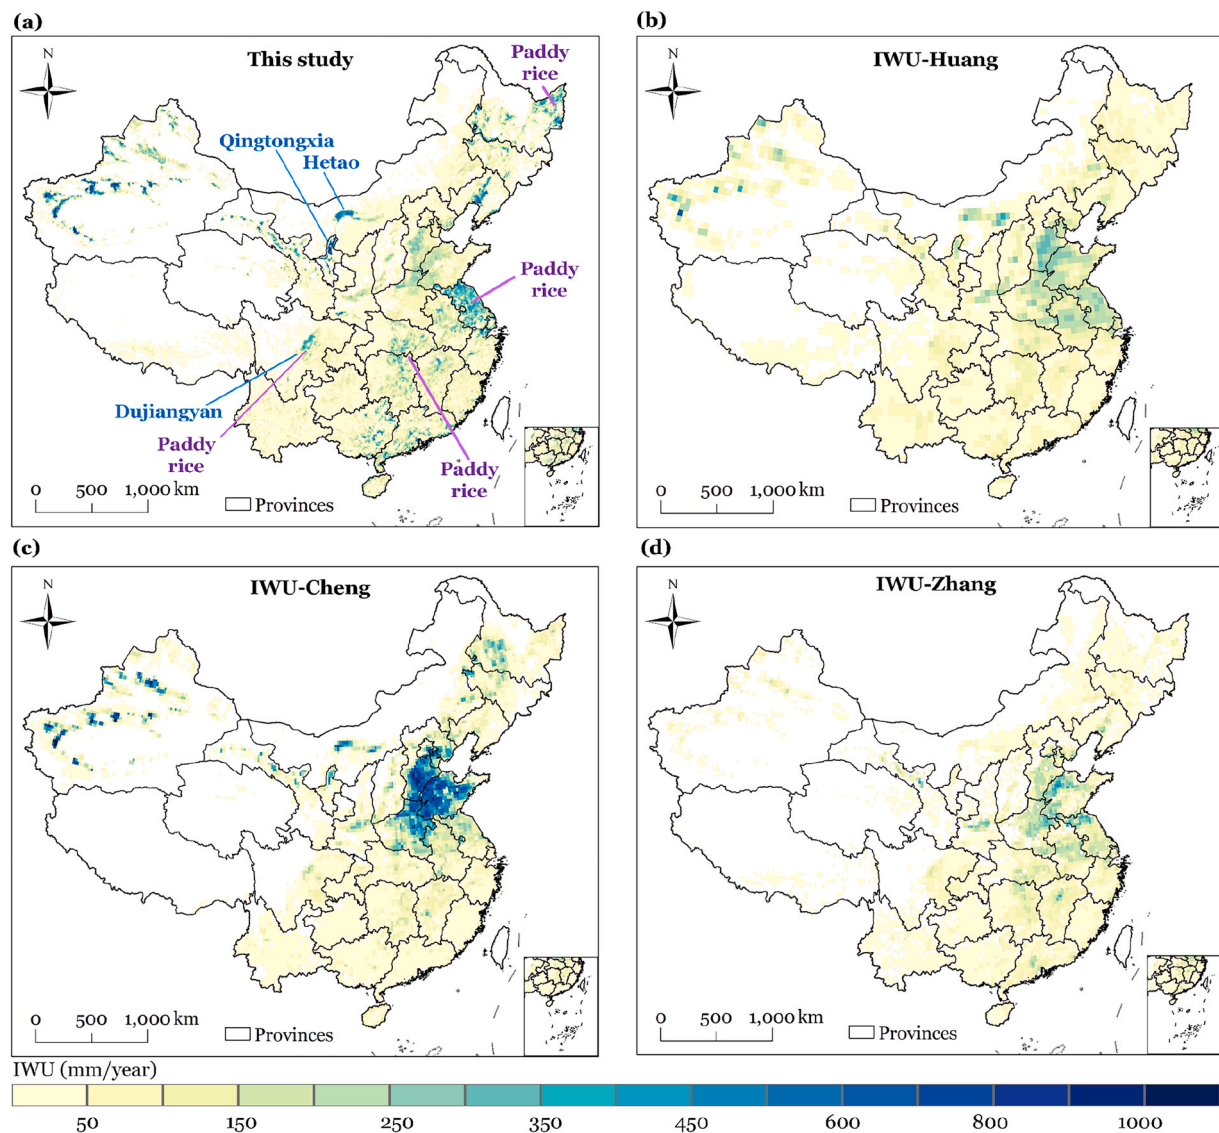 (a)
This study
N
Paddy
rice
Qingtongxia
Hetao
Paddy
rice
Dujiangyan
Paddy
rice
Paddy
rice
0 500 1,000 km
Provinces
(b)
IWU-Huang
N
0 500 1,000 km
Provinces
(c)
IWU-Cheng
N
0 500 1,000 km
Provinces
(d)
IWU-Zhang
N
0 500 1,000 km
Provinces
IWU (mm/year)
50 150 250 350 450 600 800 1000